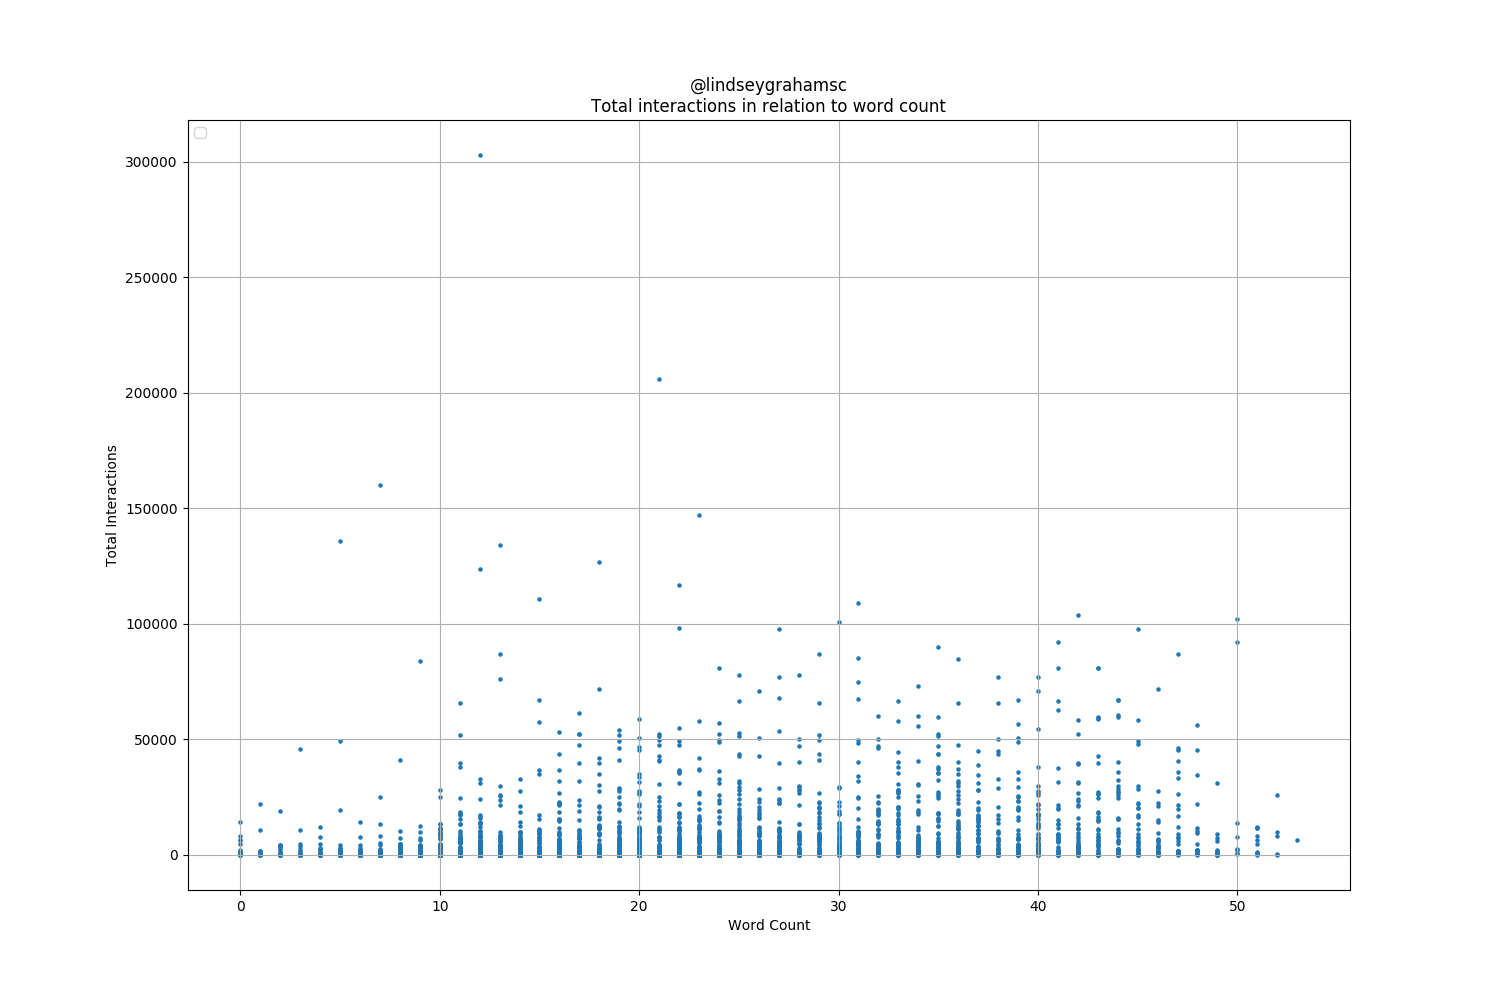 @lindseygrahamsc
Total interactions in relation to word count
300000
250000
200000
150000
100000
50000
0
Total Interactions
0 10 20 30 40 50
Word Count